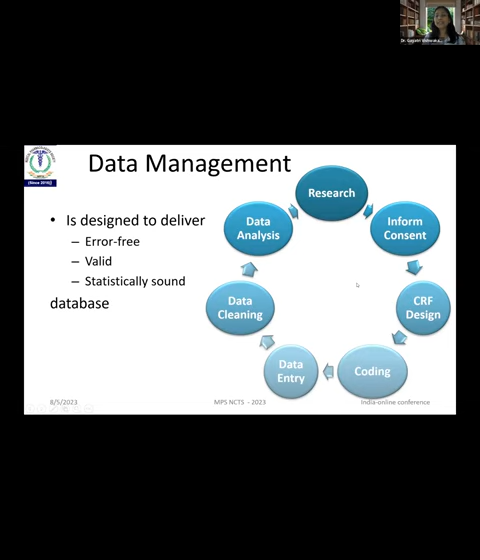 Data Management
• Is designed to deliver
– Error-free
– Valid
– Statistically sound
database
Research
Inform
Consent
CRF
Design
Coding
Data
Entry
Data
Cleaning
Data
Analysis
8/5/2023
MPS NCTS - 2023
India-online conference
(Since 2016)